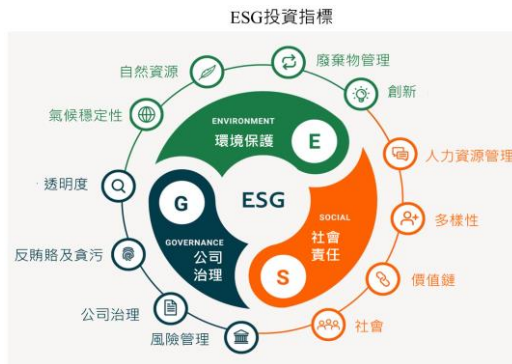 ESG投資指標
自然資源
廢棄物管理
創新
氣候穩定性
ENVIRONMENT
環境保護
E
人力資源管理
透明度
G
ESG
SOCIAL
社會
責任
多樣性
反賄賂及貪污
GOVERNANCE
公司
治理
S
價值鏈
公司治理
風險管理
社會